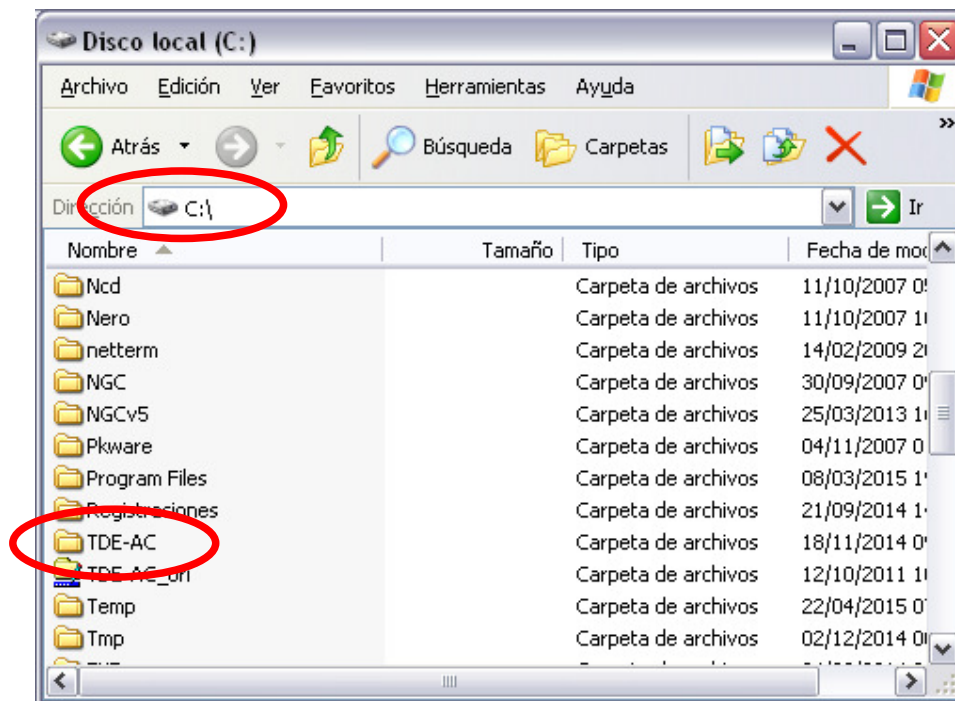 Disco local (C:)
Archivo Edición Ver Favoritos Herramientas Ayuda
Atrás Búsqueda Carpetas »
Dirección C:\ Ir
Nombre Tamaño Tipo Fecha de mo
Ncd Carpeta de archivos 11/10/2007
Nero Carpeta de archivos 11/10/2007
netterm Carpeta de archivos 14/02/2009
NGC Carpeta de archivos 30/09/2007
NGCv5 Carpeta de archivos 25/03/2013
Pkware Carpeta de archivos 04/11/2007
Program Files Carpeta de archivos 08/03/2015
Registraciones Carpeta de archivos 21/09/2014
TDE-AC Carpeta de archivos 18/11/2014
TDE-AC_ori Carpeta de archivos 12/10/2011
Temp Carpeta de archivos 22/04/2015
Tmp Carpeta de archivos 02/12/2014